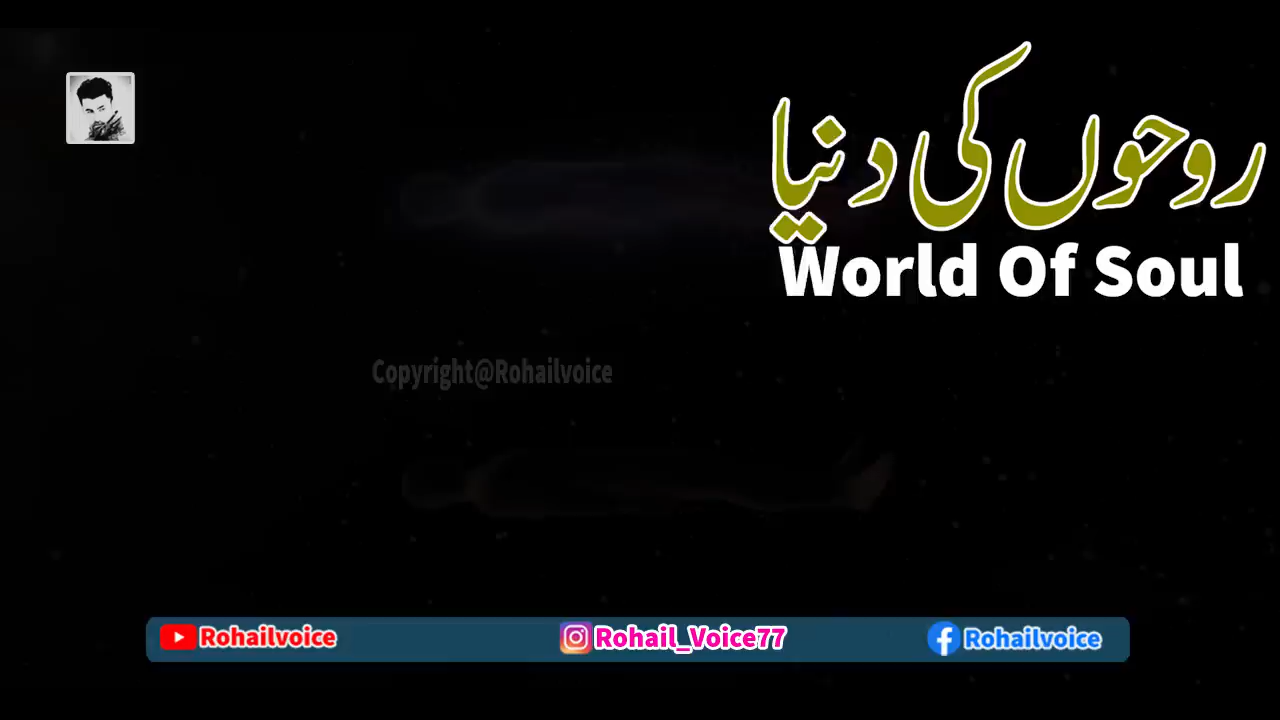 روحوں کی دنیا
World Of Soul
Copyright@Rohailvoice
Rohailvoice
Rohail_Voice77
Rohailvoice